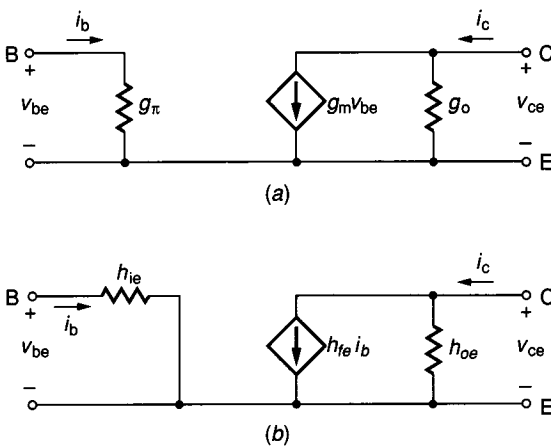 i_b
i_c
B
C
+
+
v_be
g_π
g_m v_be
g_o
v_ce
−
−
E
(a)
h_ie
i_c
B
C
+
i_b
+
v_be
h_fe i_b
h_oe
v_ce
−
−
E
(b)